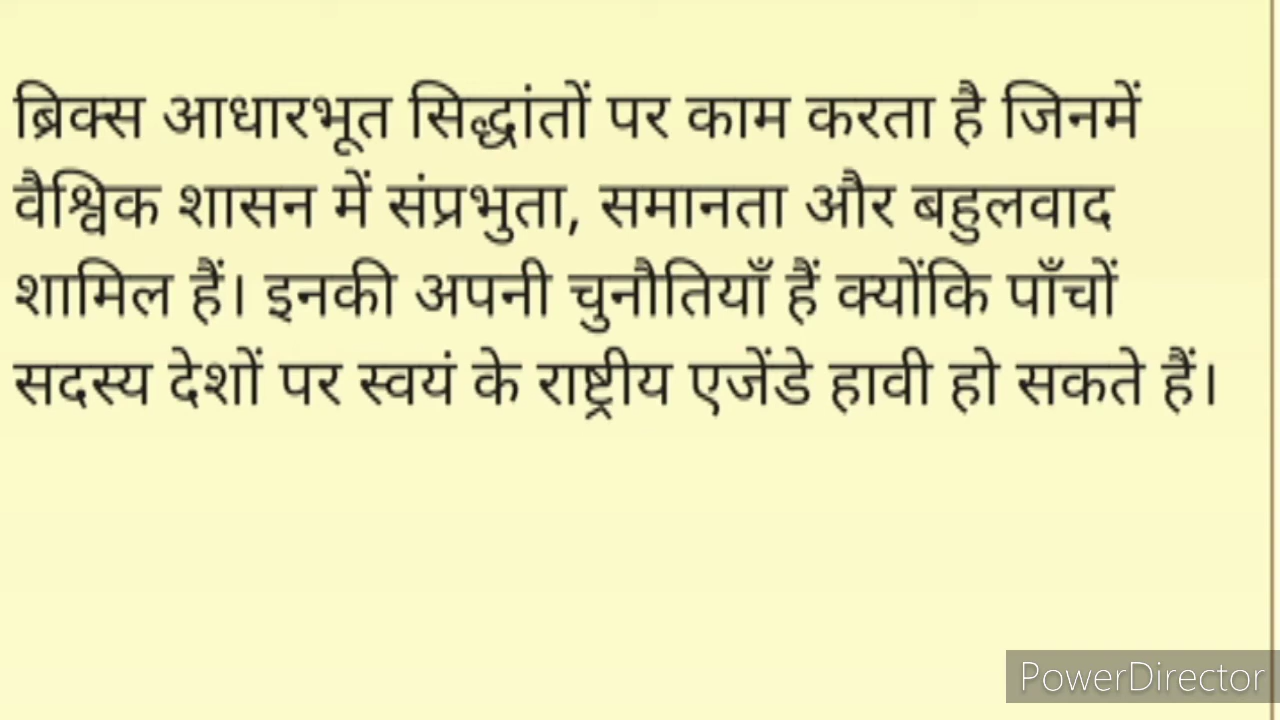 ब्रिक्स आधारभूत सिद्धांतों पर काम करता है जिनमें
वैश्विक शासन में संप्रभुता, समानता और बहुलवाद
शामिल हैं। इनकी अपनी चुनौतियाँ हैं क्योंकि पाँचों
सदस्य देशों पर स्वयं के राष्ट्रीय एजेंडे हावी हो सकते हैं।
PowerDirector